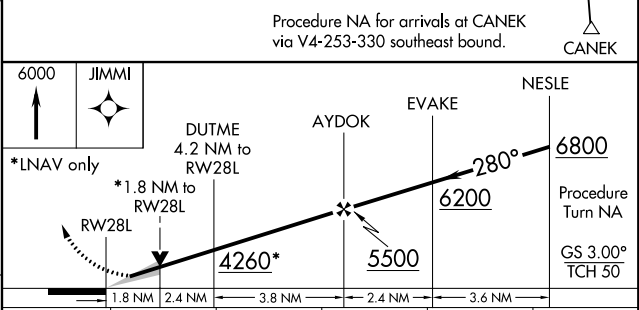 Procedure NA for arrivals at CANEK
via V4-253-330 southeast bound.
CANEK
6000
JIMMI
*LNAV only
NESLE
EVAKE
AYDOK
DUTME
4.2 NM to
RW28L
*1.8 NM to
RW28L
RW28L
280°
6800
6200
5500
4260*
Procedure
Turn NA
GS 3.00°
TCH 50
1.8 NM
2.4 NM
3.8 NM
2.4 NM
3.6 NM